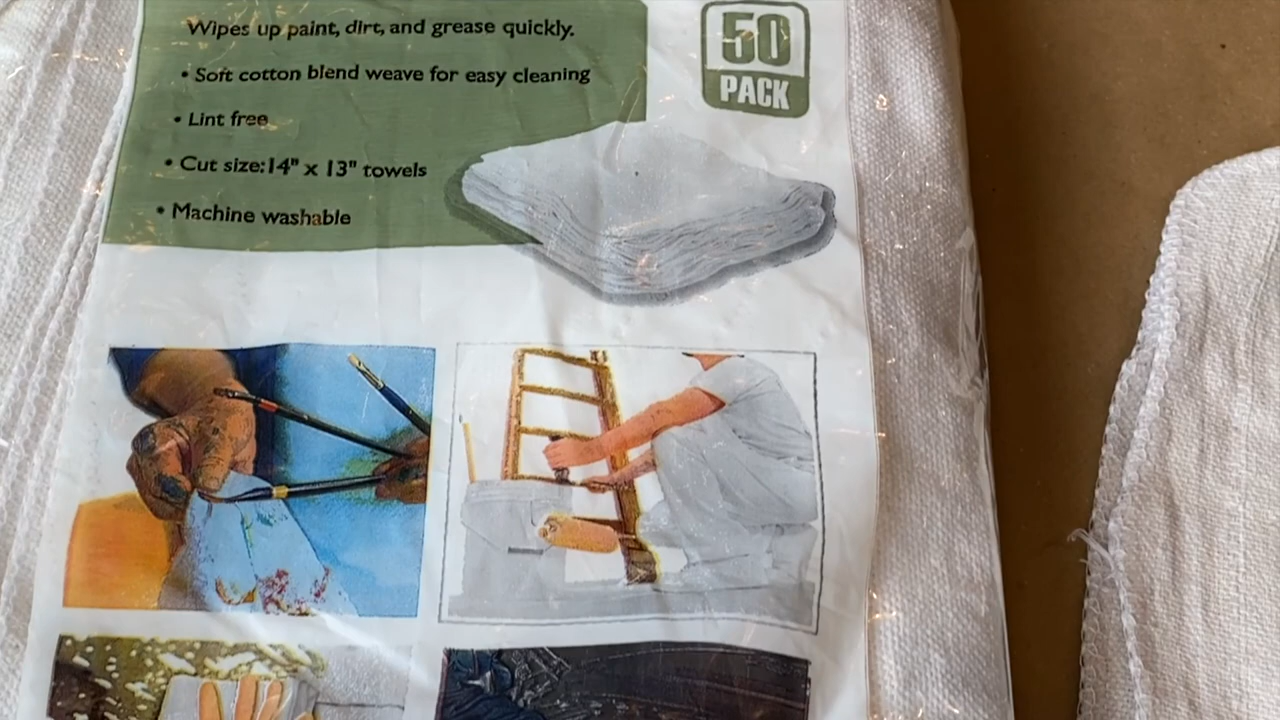 Wipes up paint, dirt, and grease quickly.
• Soft cotton blend weave for easy cleaning
• Lint free
• Cut size:14" x 13" towels
• Machine washable
50
PACK